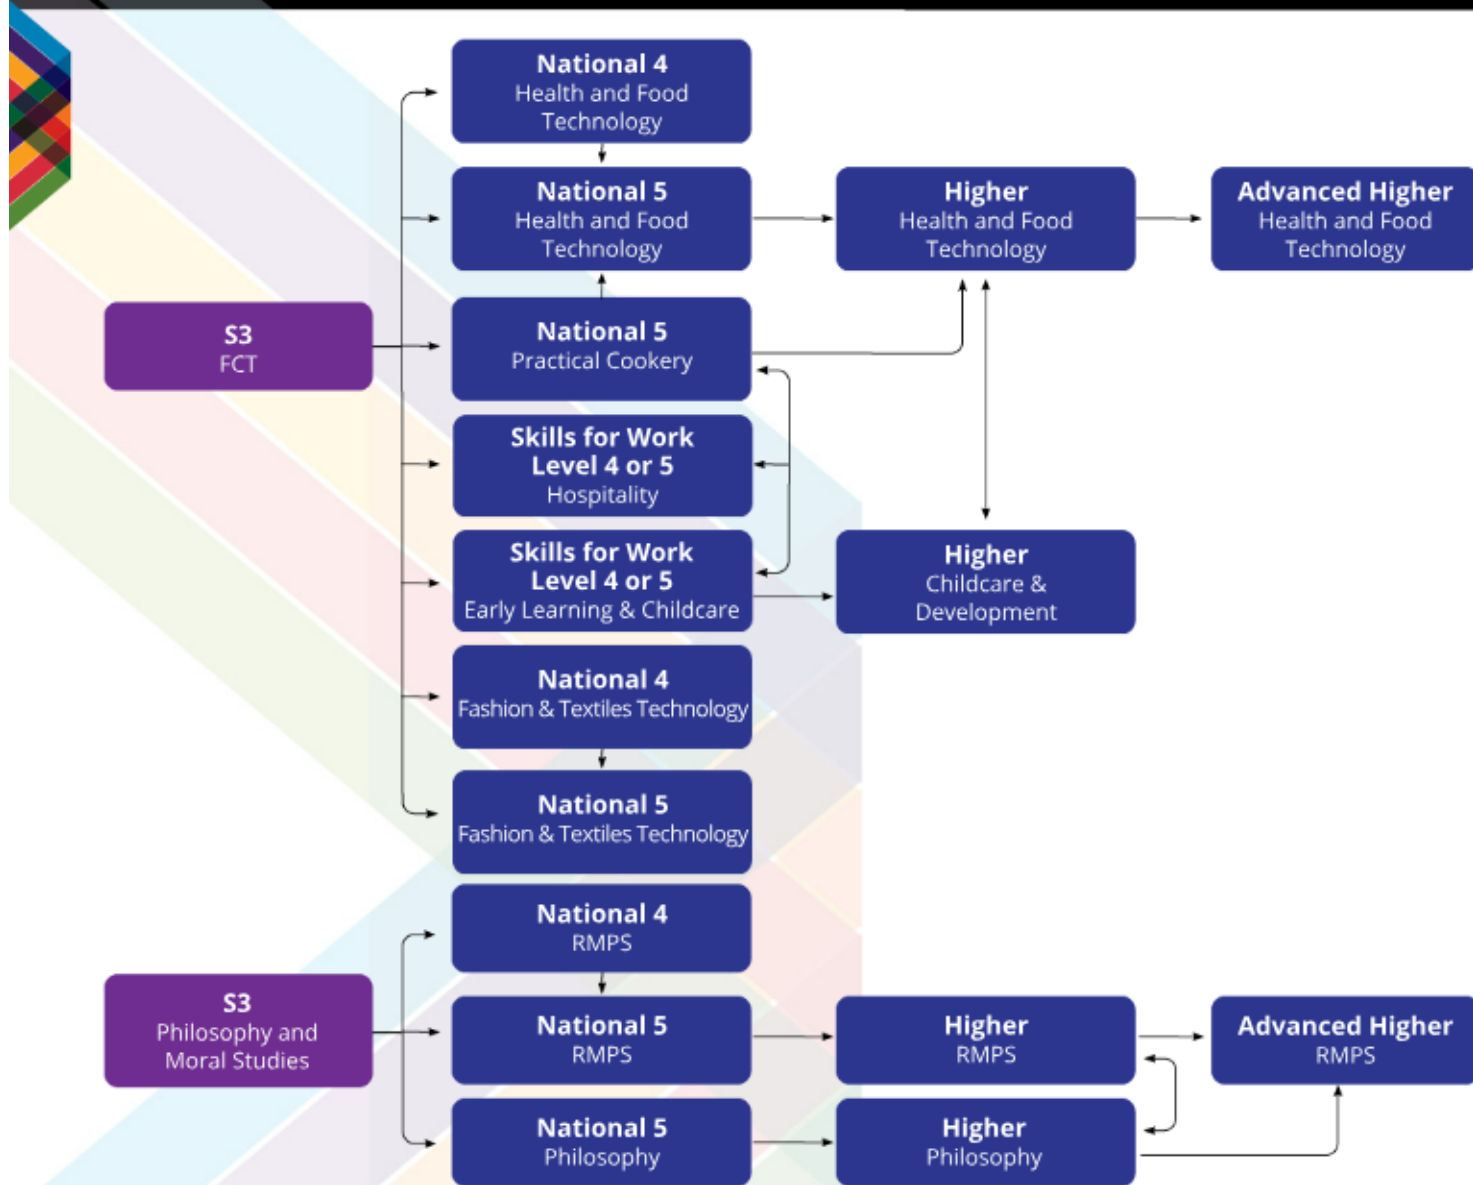 National 4
Health and Food
Technology
National 5
Health and Food
Technology
Higher
Health and Food
Technology
Advanced Higher
Health and Food
Technology
S3
FCT
National 5
Practical Cookery
Skills for Work
Level 4 or 5
Hospitality
Skills for Work
Level 4 or 5
Early Learning & Childcare
Higher
Childcare &
Development
National 4
Fashion & Textiles Technology
National 5
Fashion & Textiles Technology
National 4
RMPS
S3
Philosophy and
Moral Studies
National 5
RMPS
Higher
RMPS
Advanced Higher
RMPS
National 5
Philosophy
Higher
Philosophy